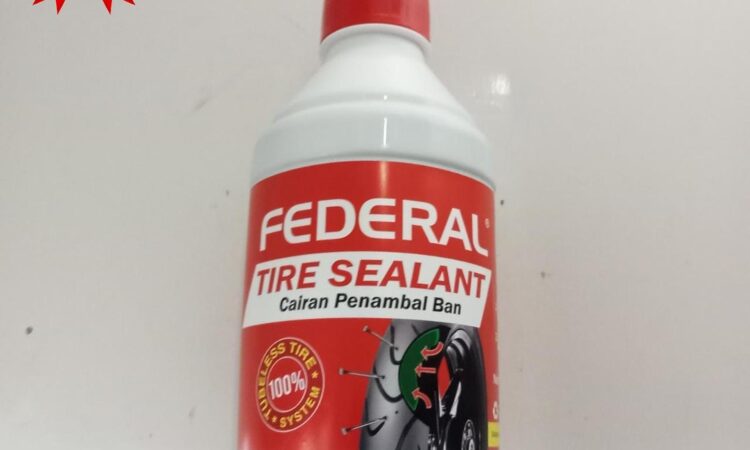 FEDERAL®
TIRE SEALANT
Cairan Penambal Ban
TUBELESS TIRE
100%
SYSTEM